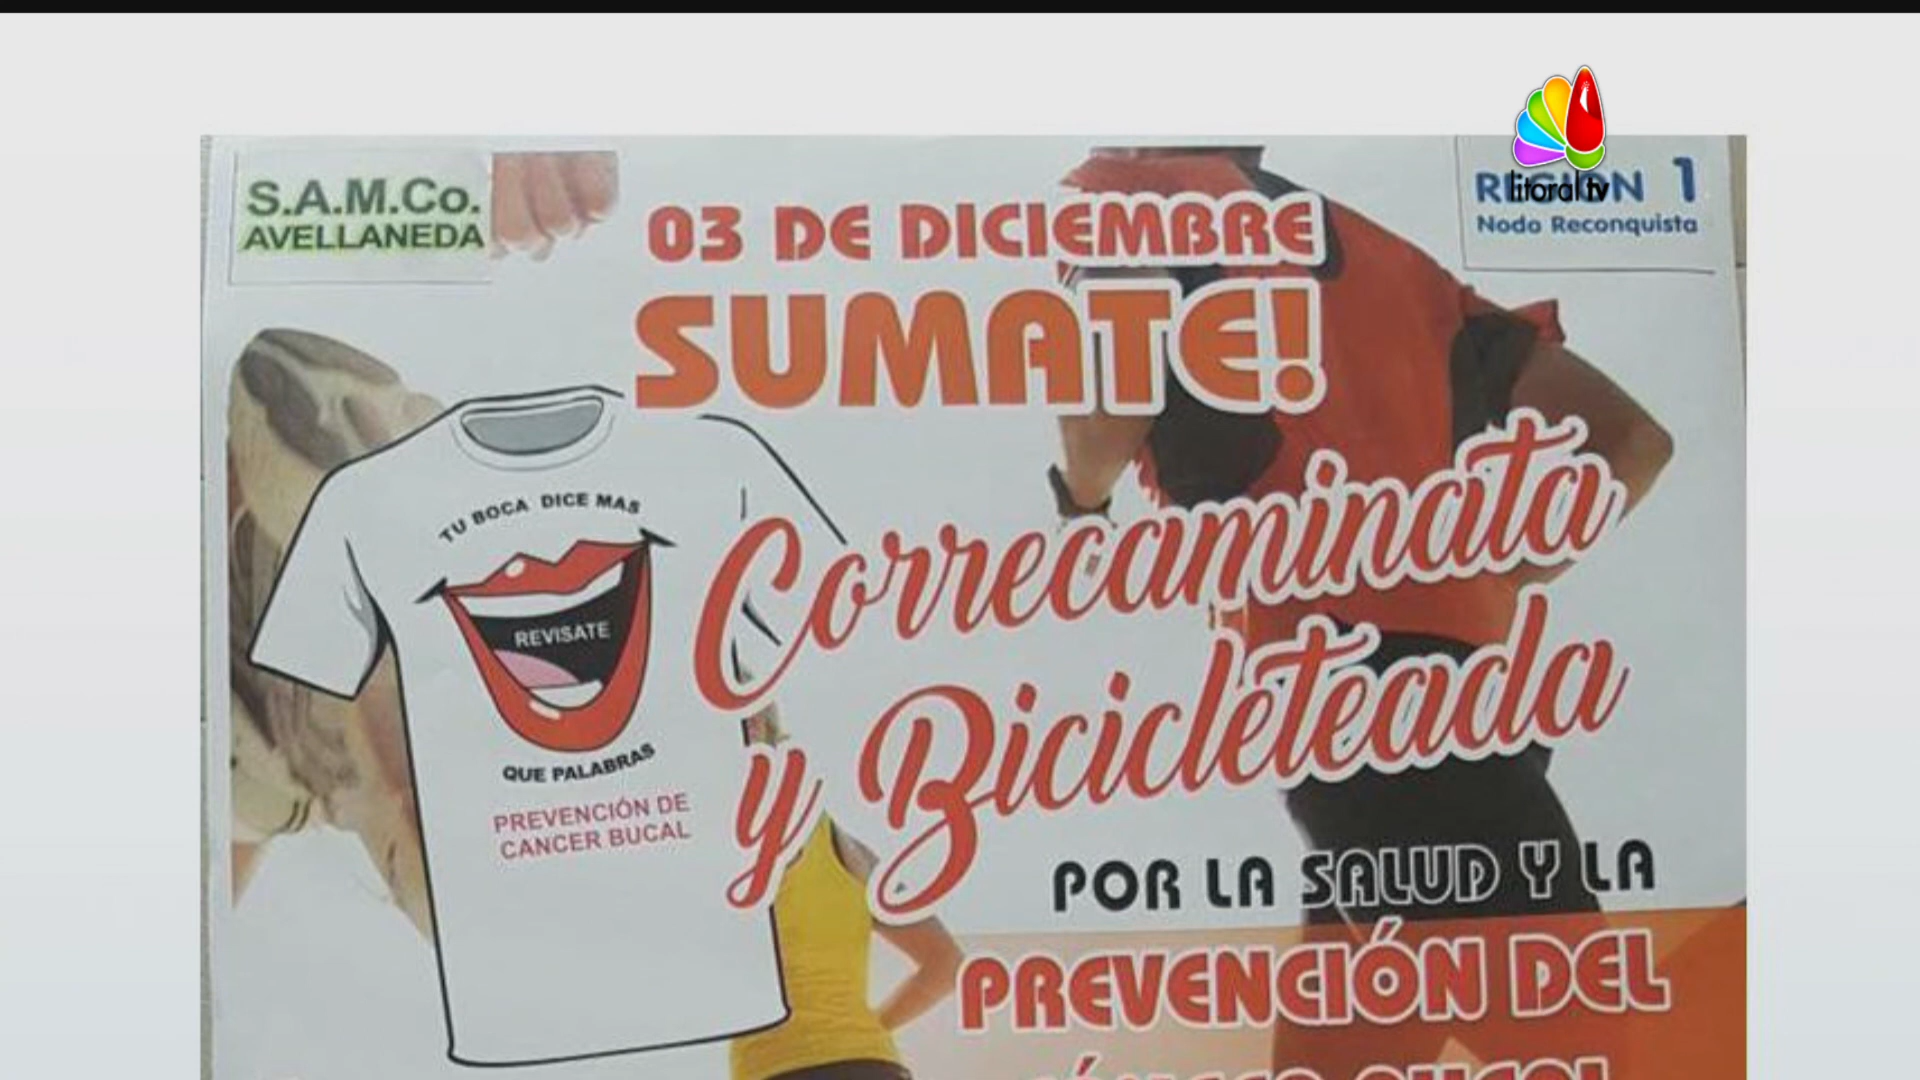 S.A.M.Co.
AVELLANEDA
03 DE DICIEMBRE
SUMATE!
REGION 1
Nodo Reconquista
litoral tv
TU BOCA DICE MAS
REVISATE
QUE PALABRAS
PREVENCIÓN DE
CANCER BUCAL
Correcaminata
y Bicicleteada
POR LA SALUD Y LA
PREVENCIÓN DEL